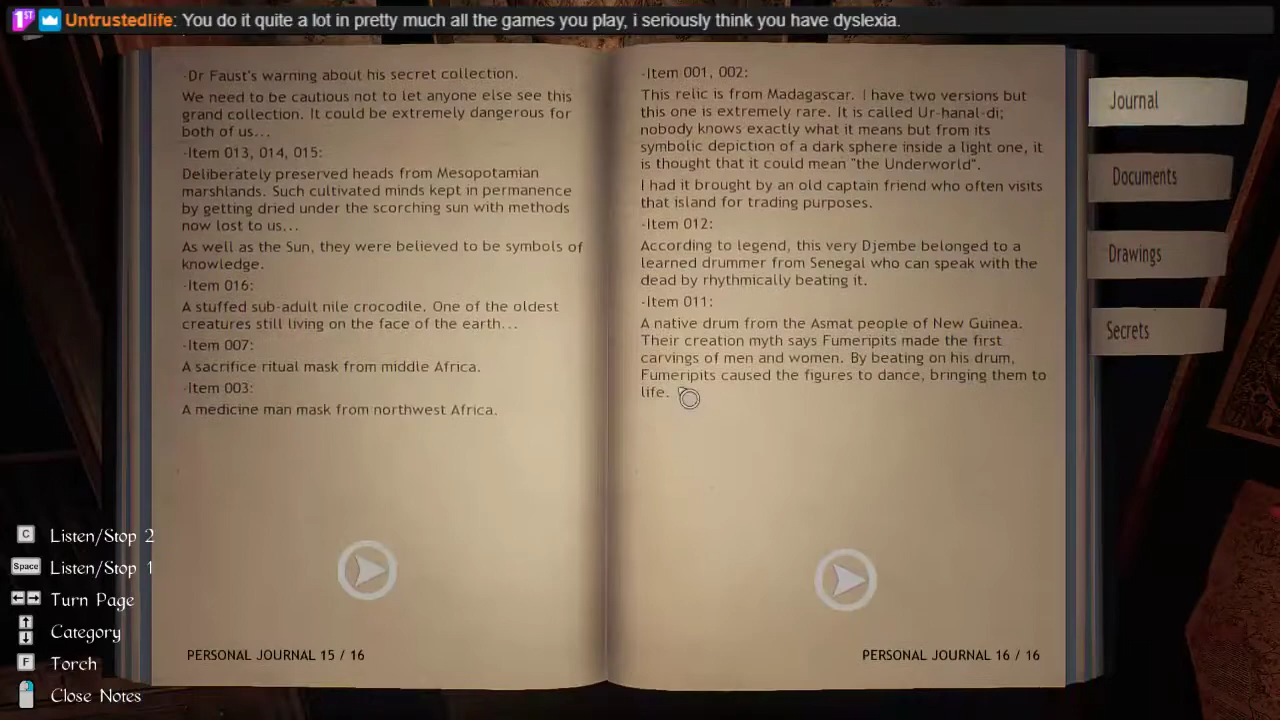 1ST Untrustedlife: You do it quite a lot in pretty much all the games you play, i seriously think you have dyslexia.
-Dr Faust's warning about his secret collection.
We need to be cautious not to let anyone else see this
grand collection. It could be extremely dangerous for
both of us...
-Item 013, 014, 015:
Deliberately preserved heads from Mesopotamian
marshlands. Such cultivated minds kept in permanence
by getting dried under the scorching sun with methods
now lost to us...
As well as the Sun, they were believed to be symbols of
knowledge.
-Item 016:
A stuffed sub-adult nile crocodile. One of the oldest
creatures still living on the face of the earth...
-Item 007:
A sacrifice ritual mask from middle Africa.
-Item 003:
A medicine man mask from northwest Africa.
PERSONAL JOURNAL 15 / 16
-Item 001, 002:
This relic is from Madagascar. I have two versions but
this one is extremely rare. It is called Ur-hanal-di;
nobody knows exactly what it means but from its
symbolic depiction of a dark sphere inside a light one, it
is thought that it could mean "the Underworld".
I had it brought by an old captain friend who often visits
that island for trading purposes.
-Item 012:
According to legend, this very Djembe belonged to a
learned drummer from Senegal who can speak with the
dead by rhythmically beating it.
-Item 011:
A native drum from the Asmat people of New Guinea.
Their creation myth says Fumeripits made the first
carvings of men and women. By beating on his drum,
Fumeripits caused the figures to dance, bringing them to
life.
PERSONAL JOURNAL 16 / 16
Journal
Documents
Drawings
Secrets
C Listen/Stop 2
Space Listen/Stop 1
Turn Page
Category
F Torch
Close Notes